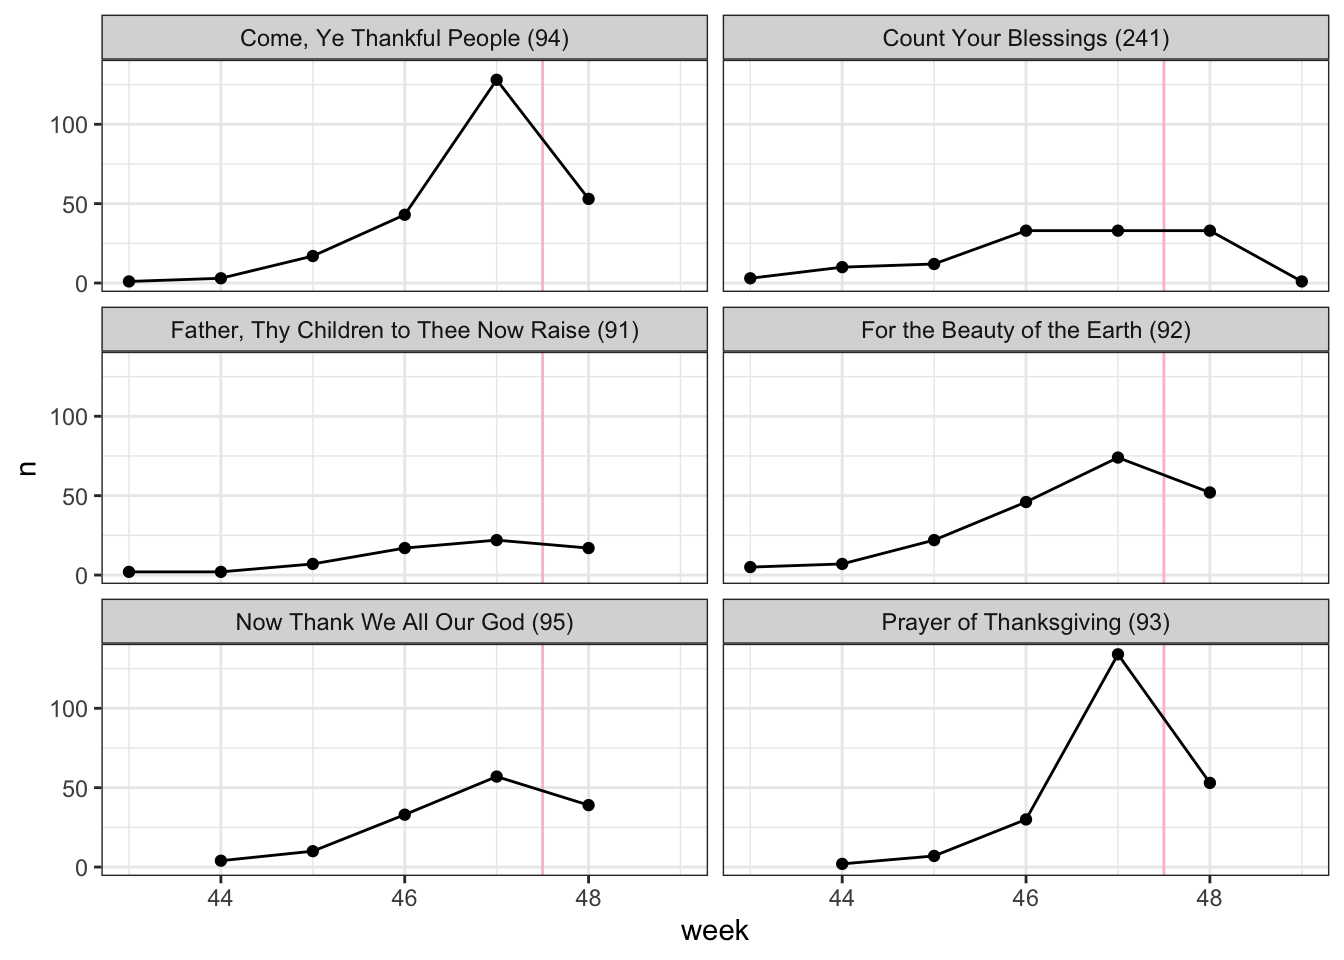 Come, Ye Thankful People (94)
Count Your Blessings (241)
100
50
0
Father, Thy Children to Thee Now Raise (91)
For the Beauty of the Earth (92)
100
50
0
n
Now Thank We All Our God (95)
Prayer of Thanksgiving (93)
100
50
0
44 46 48
44 46 48
week